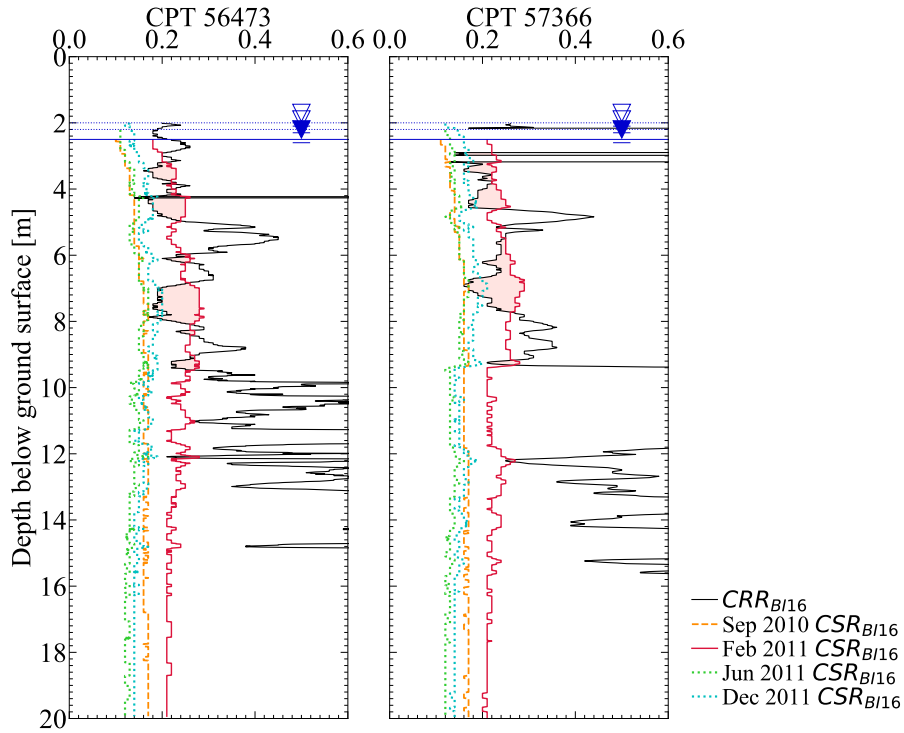 CPT 56473 CPT 57366
0.0 0.2 0.4 0.6 0.0 0.2 0.4 0.6
0
2
4
6
8
10
12
14
16
18
20
Depth below ground surface [m]
CRR_BI16
Sep 2010 CSR_BI16
Feb 2011 CSR_BI16
Jun 2011 CSR_BI16
Dec 2011 CSR_BI16